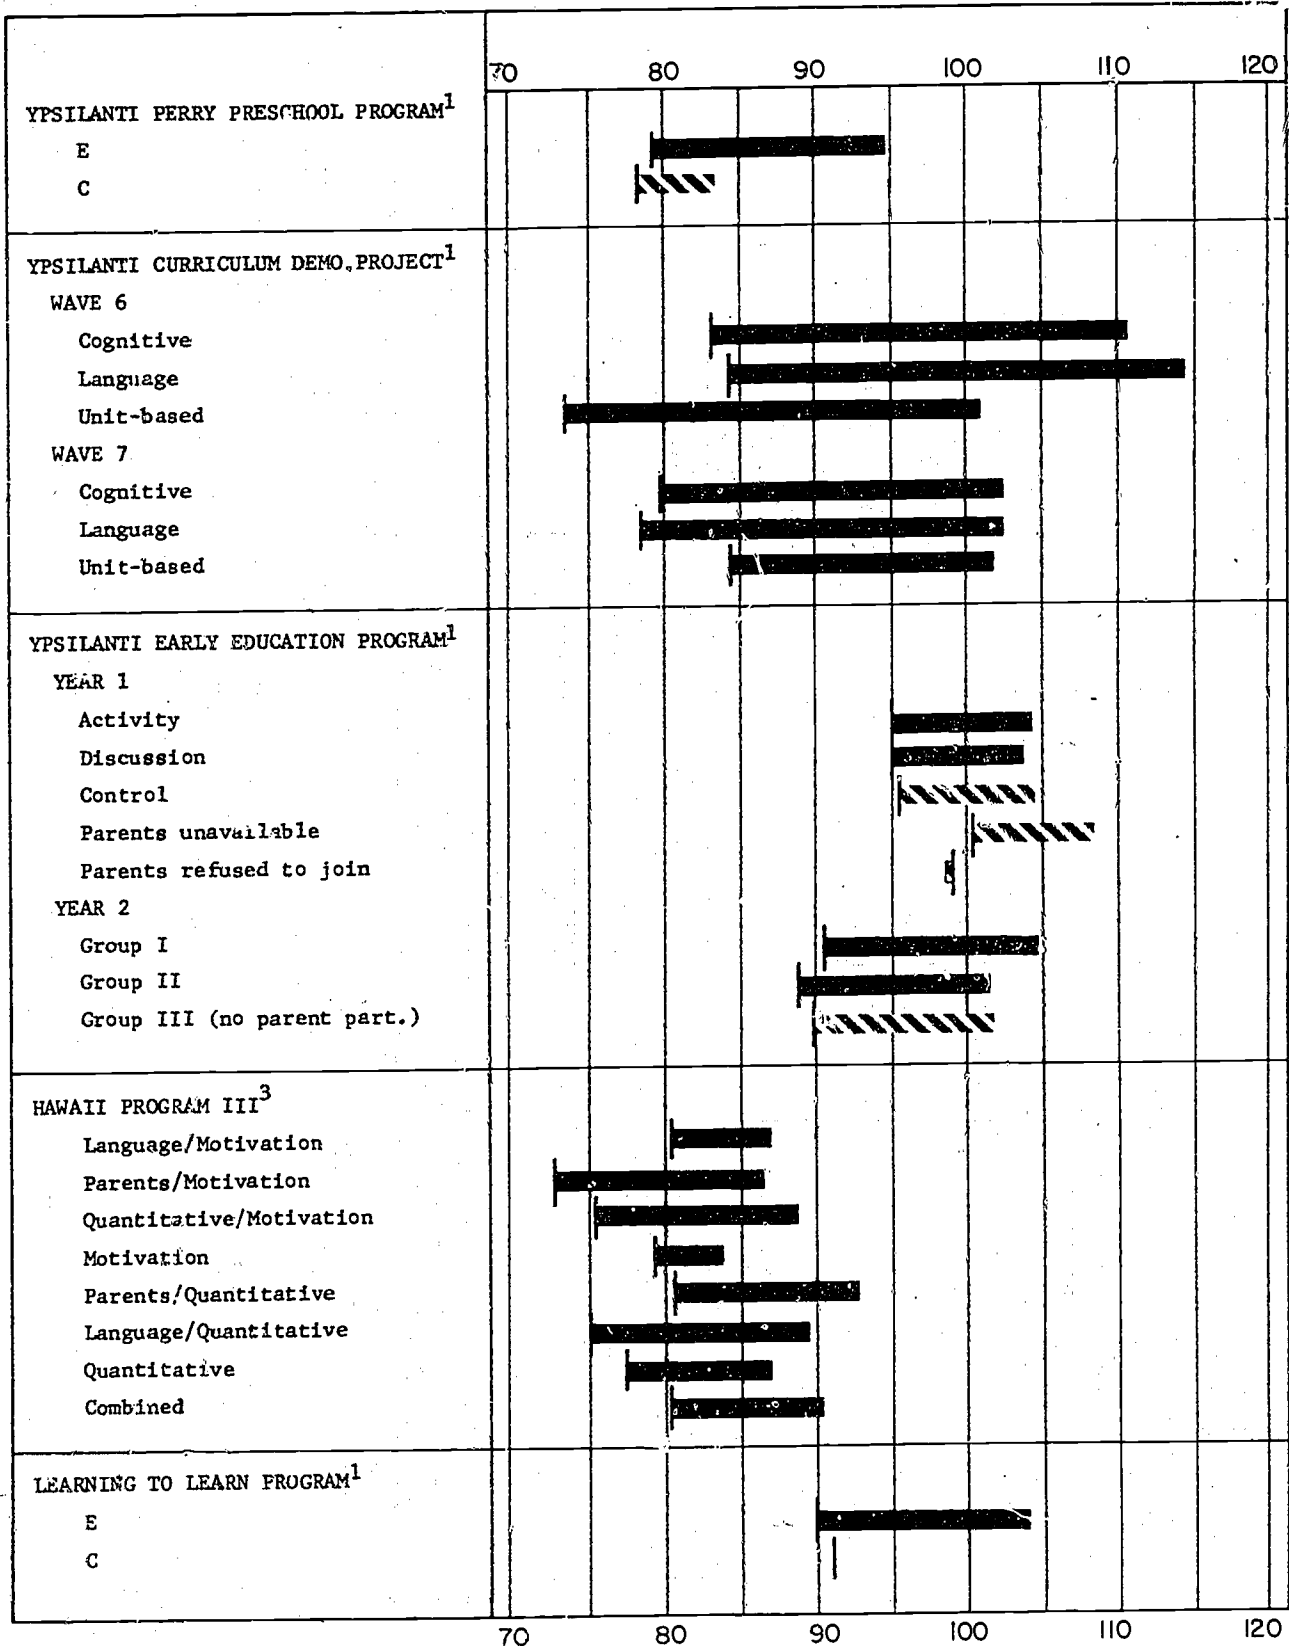 70 80 90 100 110 120
YPSILANTI PERRY PRESCHOOL PROGRAM1
E
C
YPSILANTI CURRICULUM DEMO. PROJECT1
WAVE 6
Cognitive
Language
Unit-based
WAVE 7
Cognitive
Language
Unit-based
YPSILANTI EARLY EDUCATION PROGRAM1
YEAR 1
Activity
Discussion
Control
Parents unavailable
Parents refused to join
YEAR 2
Group I
Group II
Group III (no parent part.)
HAWAII PROGRAM III3
Language/Motivation
Parents/Motivation
Quantitative/Motivation
Motivation
Parents/Quantitative
Language/Quantitative
Quantitative
Combined
LEARNING TO LEARN PROGRAM1
E
C
70 80 90 100 110 120